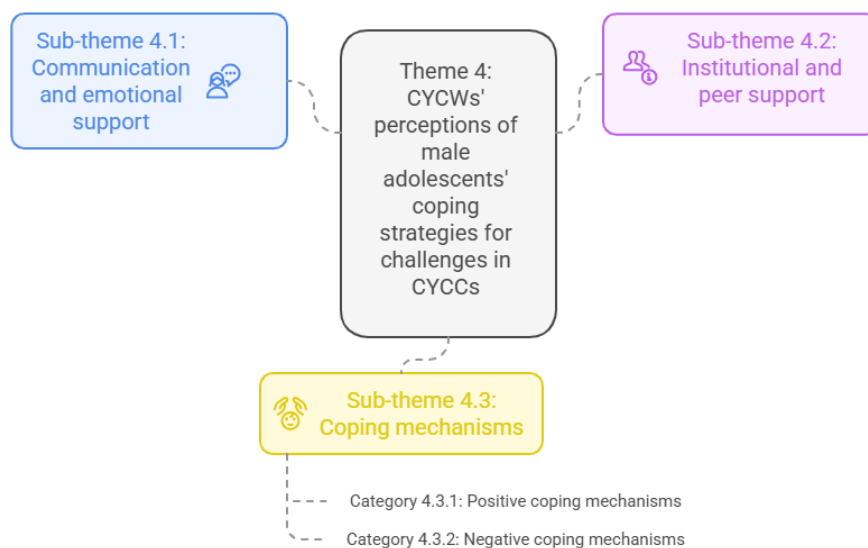 Sub-theme 4.1:
Communication
and emotional
support
Theme 4:
CYCWs'
perceptions of
male
adolescents'
coping
strategies for
challenges in
CYCCs
Sub-theme 4.2:
Institutional and
peer support
Sub-theme 4.3:
Coping mechanisms
Category 4.3.1: Positive coping mechanisms
Category 4.3.2: Negative coping mechanisms